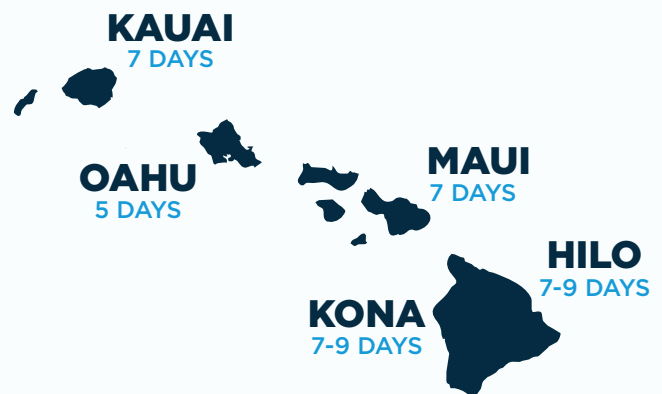 KAUAI
7 DAYS
OAHU
5 DAYS
MAUI
7 DAYS
HILO
7-9 DAYS
KONA
7-9 DAYS